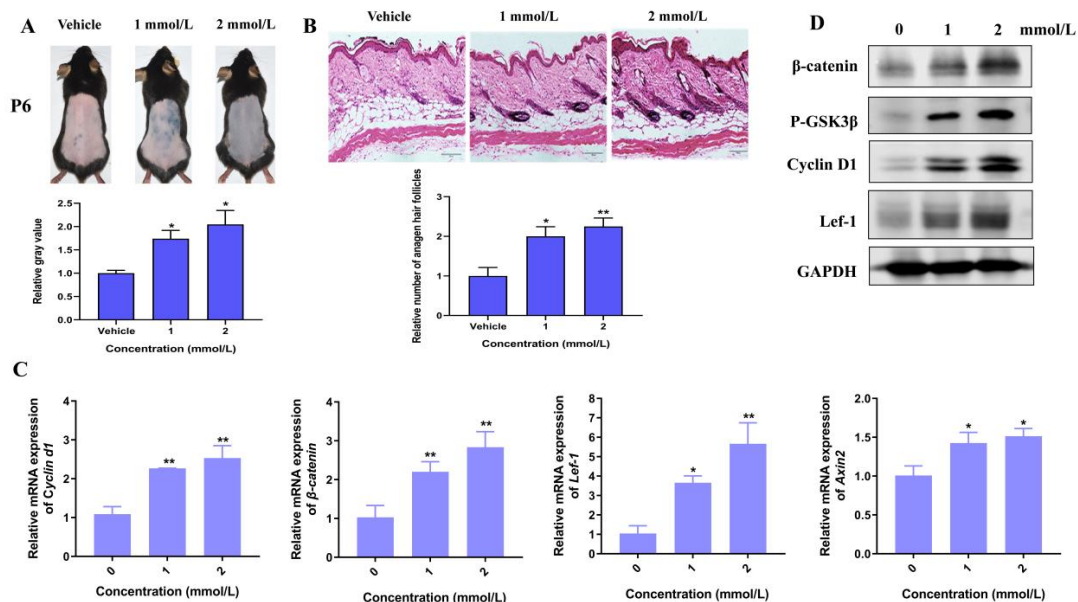 A
Vehicle 1 mmol/L 2 mmol/L
P6
Relative gray value
2.5
2.0
1.5
1.0
0.5
0.0
* *
Vehicle 1 2
Concentration (mmol/L)
B
Vehicle 1 mmol/L 2 mmol/L
Relative number of anagen hair follicles
3
2
1
0
* **
Vehicle 1 2
Concentration (mmol/L)
D
0 1 2 mmol/L
β-catenin
P-GSK3β
Cyclin D1
Lef-1
GAPDH
C
Relative mRNA expression
of Cyclin d1
4
3
2
1
0
** **
0 1 2
Concentration (mmol/L)
Relative mRNA expression
of β-catenin
4
3
2
1
0
** **
0 1 2
Concentration (mmol/L)
Relative mRNA expression
of Lef-1
8
7
6
5
4
3
2
1
0
* **
0 1 2
Concentration (mmol/L)
Relative mRNA expression
of Axin2
2.0
1.5
1.0
0.5
0.0
* *
0 1 2
Concentration (mmol/L)